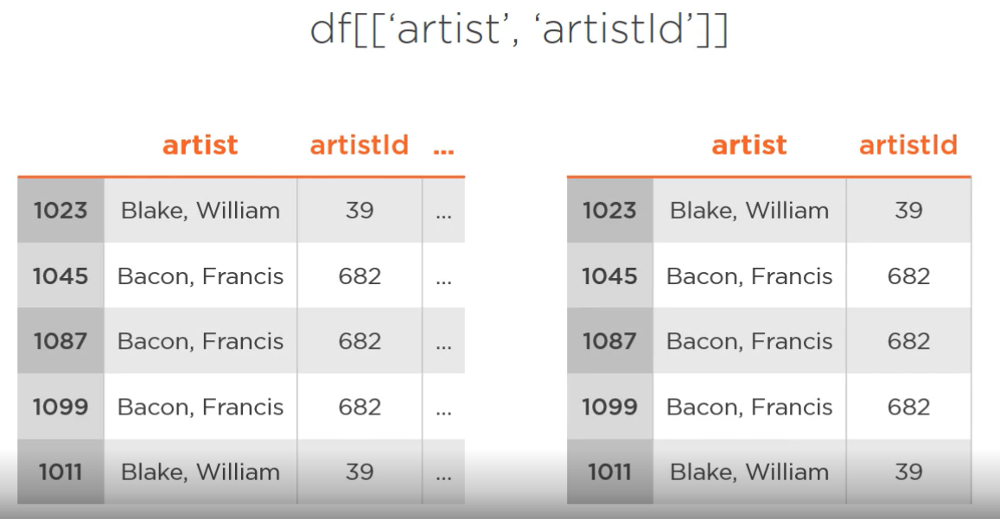 df[[‘artist’, ‘artistId’]]
artist artistId ... artist artistId
1023 Blake, William 39 ... 1023 Blake, William 39
1045 Bacon, Francis 682 ... 1045 Bacon, Francis 682
1087 Bacon, Francis 682 ... 1087 Bacon, Francis 682
1099 Bacon, Francis 682 ... 1099 Bacon, Francis 682
1011 Blake, William 39 ... 1011 Blake, William 39